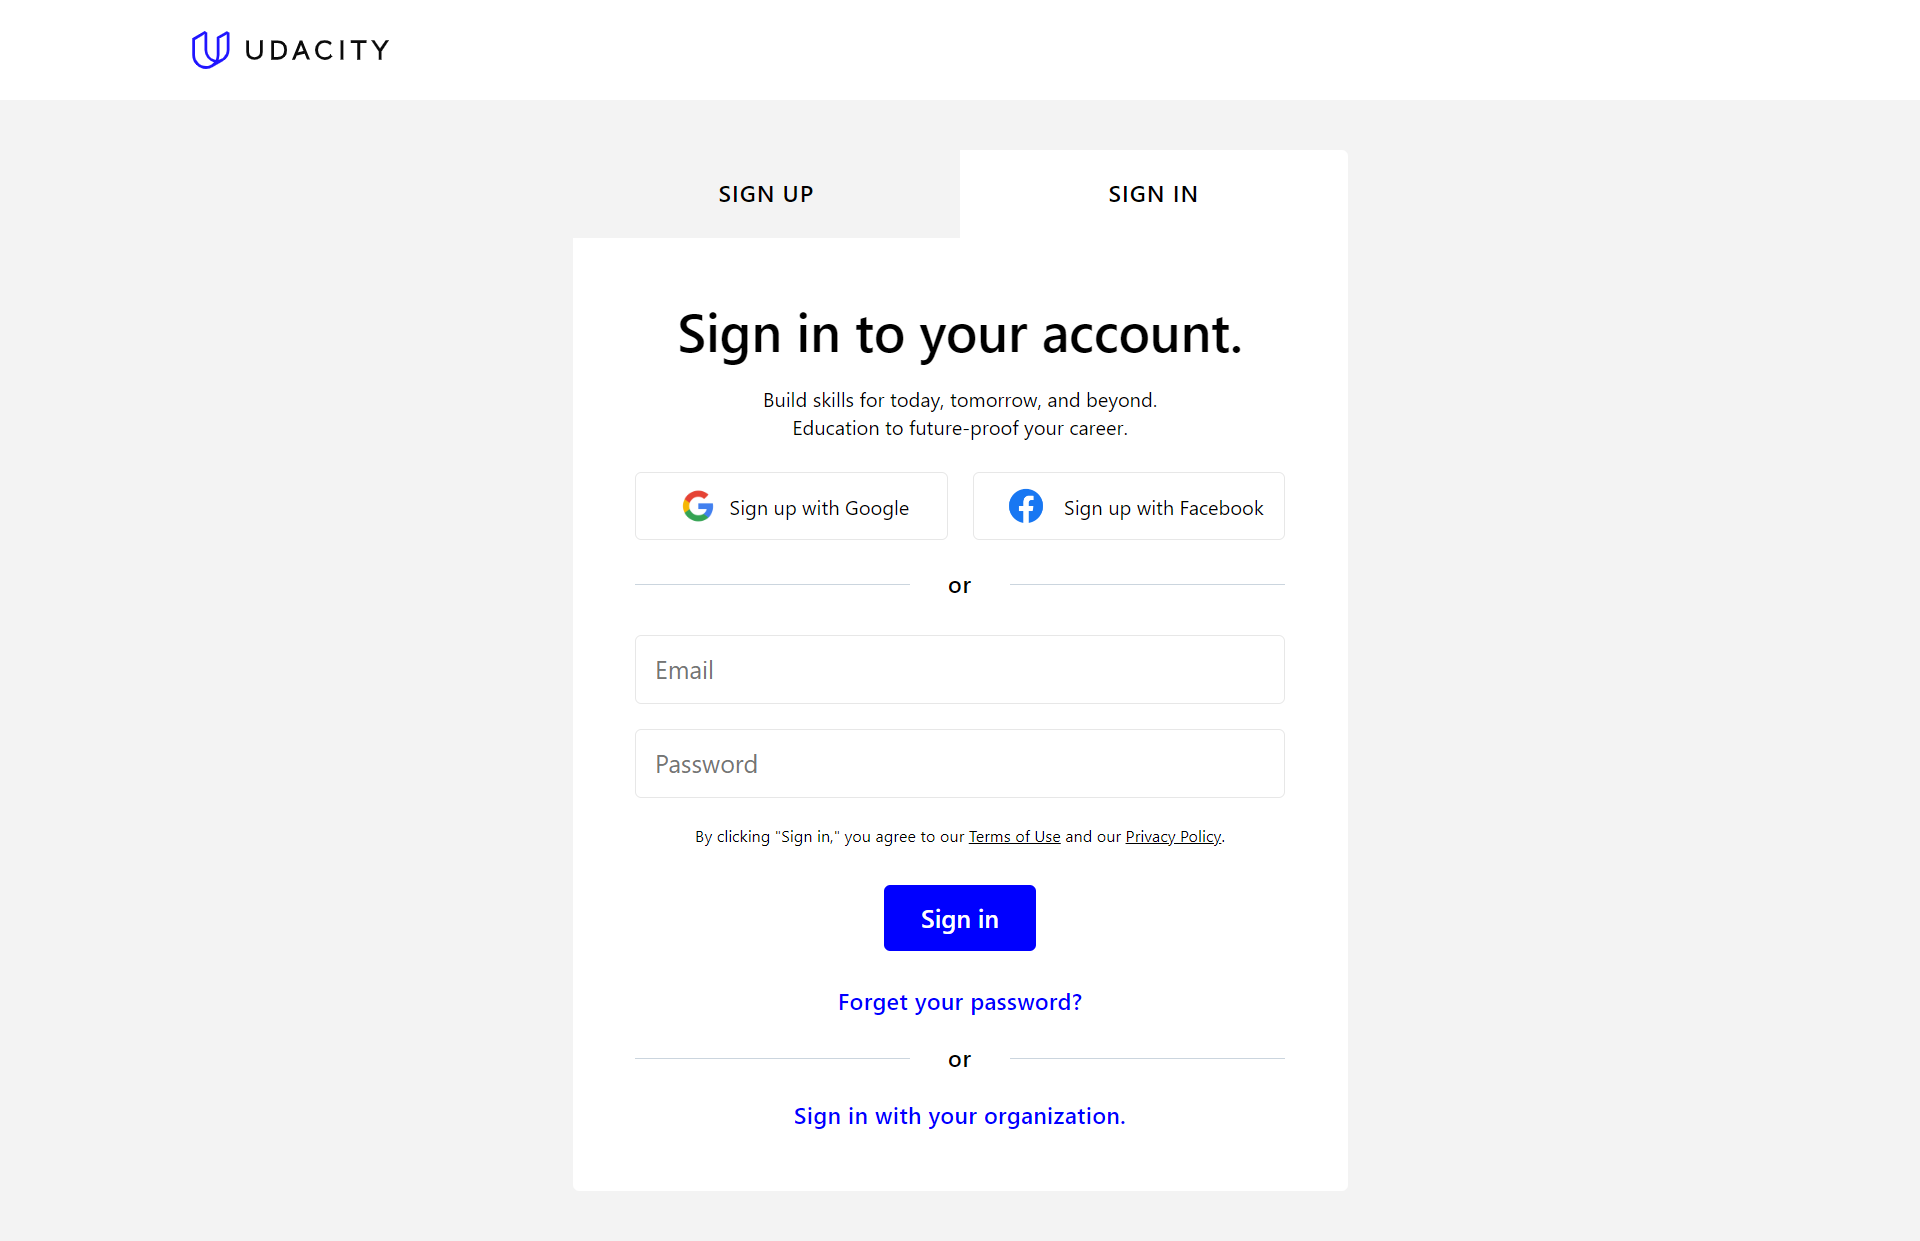 UDACITY
SIGN UP
SIGN IN
Sign in to your account.
Build skills for today, tomorrow, and beyond.
Education to future-proof your career.
Sign up with Google
Sign up with Facebook
or
Email
Password
By clicking "Sign in," you agree to our Terms of Use and our Privacy Policy.
Sign in
Forget your password?
or
Sign in with your organization.